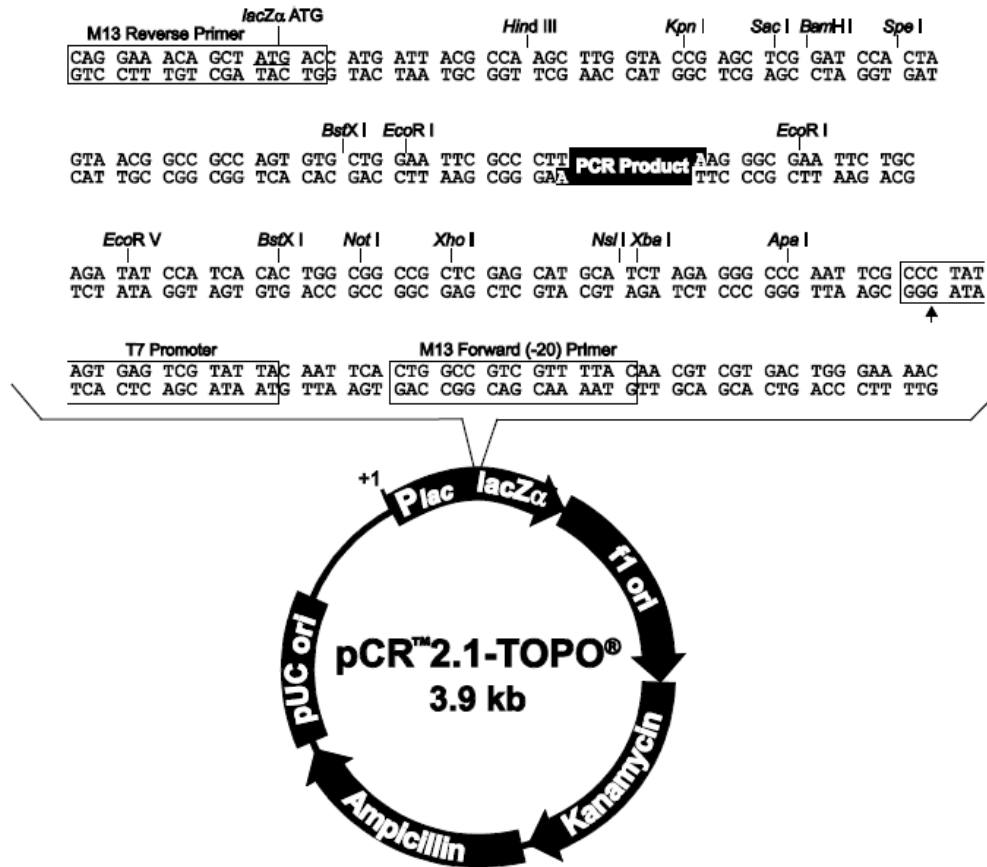 lacZα ATG
M13 Reverse Primer Hind III Kpn I Sac I BamH I Spe I
CAG GAA ACA GCT ATG ACC ATG ATT ACG CCA AGC TTG GTA CCG AGC TCG GAT CCA CTA
GTC CTT TGT CGA TAC TGG TAC TAA TGC GGT TCG AAC CAT GGC TCG AGC CTA GGT GAT
BstX I EcoR I EcoR I
GTA ACG GCC GCC AGT GTG CTG GAA TTC GCC CTT PCR Product AAG GGC GAA TTC TGC
CAT TGC CGG CGG TCA CAC GAC CTT AAG CGG GAA TTC CCG CTT AAG ACG
EcoR V BstX I Not I Xho I Nsi I Xba I Apa I
AGA TAT CCA TCA CAC TGG CGG CCG CTC GAG CAT GCA TCT AGA GGG CCC AAT TCG CCC TAT
TCT ATA GGT AGT GTG ACC GCC GGC GAG CTC GTA CGT AGA TCT CCC GGG TTA AGC GGG ATA
T7 Promoter M13 Forward (-20) Primer
AGT GAG TCG TAT TAC AAT TCA CTG GCC GTC GTT TTA CAA CGT CGT GAC TGG GAA AAC
TCA CTC AGC ATA ATG TTA AGT GAC CGG CAG CAA AAT GTT GCA GCA CTG ACC CTT TTG
+1
Plac lacZα
f1 ori
pUC ori
pCR™2.1-TOPO®
3.9 kb
Kanamycin
Ampicillin